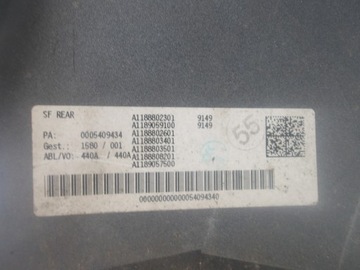 SF REAR
A1188802301 9149
A1189059100 9149
PA: 0005409434 A1188802601
A1188803401
Gest.: 1580 / 001 A1188803501
A1188808201
ABL/VO: 440A / 440A A1189057500
55
060000000000054094340